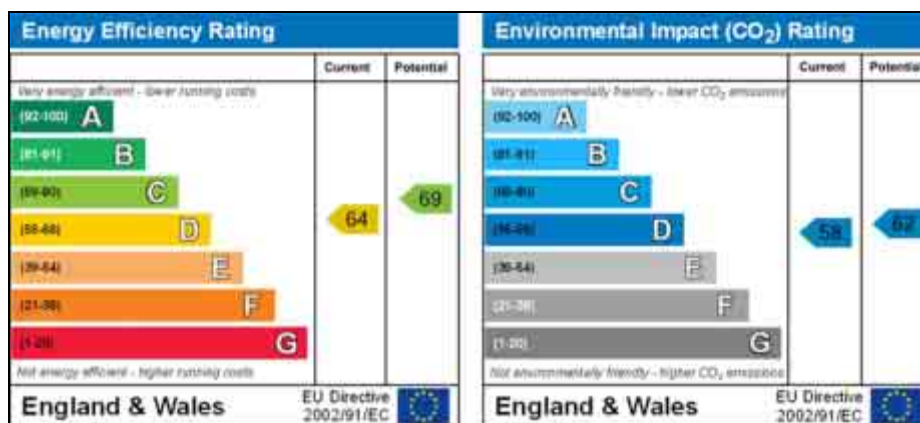 Energy Efficiency Rating
Current Potential
Very energy efficient - lower running costs
(92-100) A
(81-91) B
(69-80) C
(55-68) D
(39-54) E
(21-38) F
(1-20) G
64
69
Not energy efficient - higher running costs
England & Wales
EU Directive
2002/91/EC
Environmental Impact (CO₂) Rating
Current Potential
Very environmentally friendly - lower CO₂ emissions
(92-100) A
(81-91) B
(69-80) C
(55-68) D
(39-54) E
(21-38) F
(1-20) G
58
62
Not environmentally friendly - higher CO₂ emissions
England & Wales
EU Directive
2002/91/EC